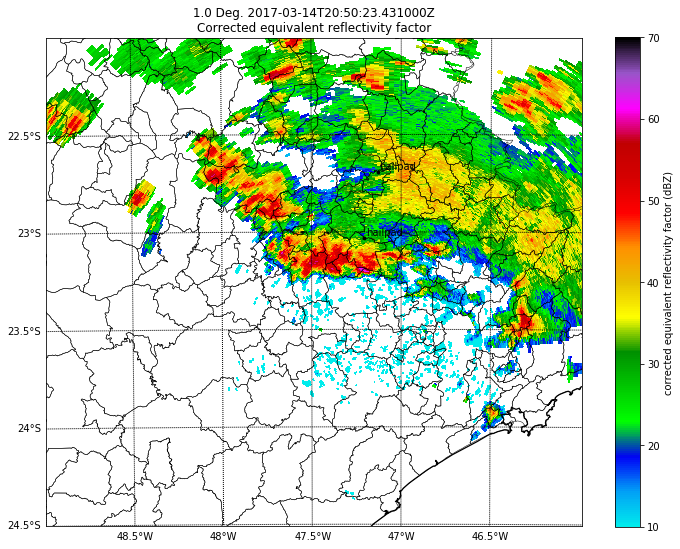 1.0 Deg. 2017-03-14T20:50:23.431000Z
Corrected equivalent reflectivity factor
22.5°S
23°S
23.5°S
24°S
24.5°S
48.5°W
48°W
47.5°W
47°W
46.5°W
70
60
50
40
30
20
10
corrected equivalent reflectivity factor (dBZ)